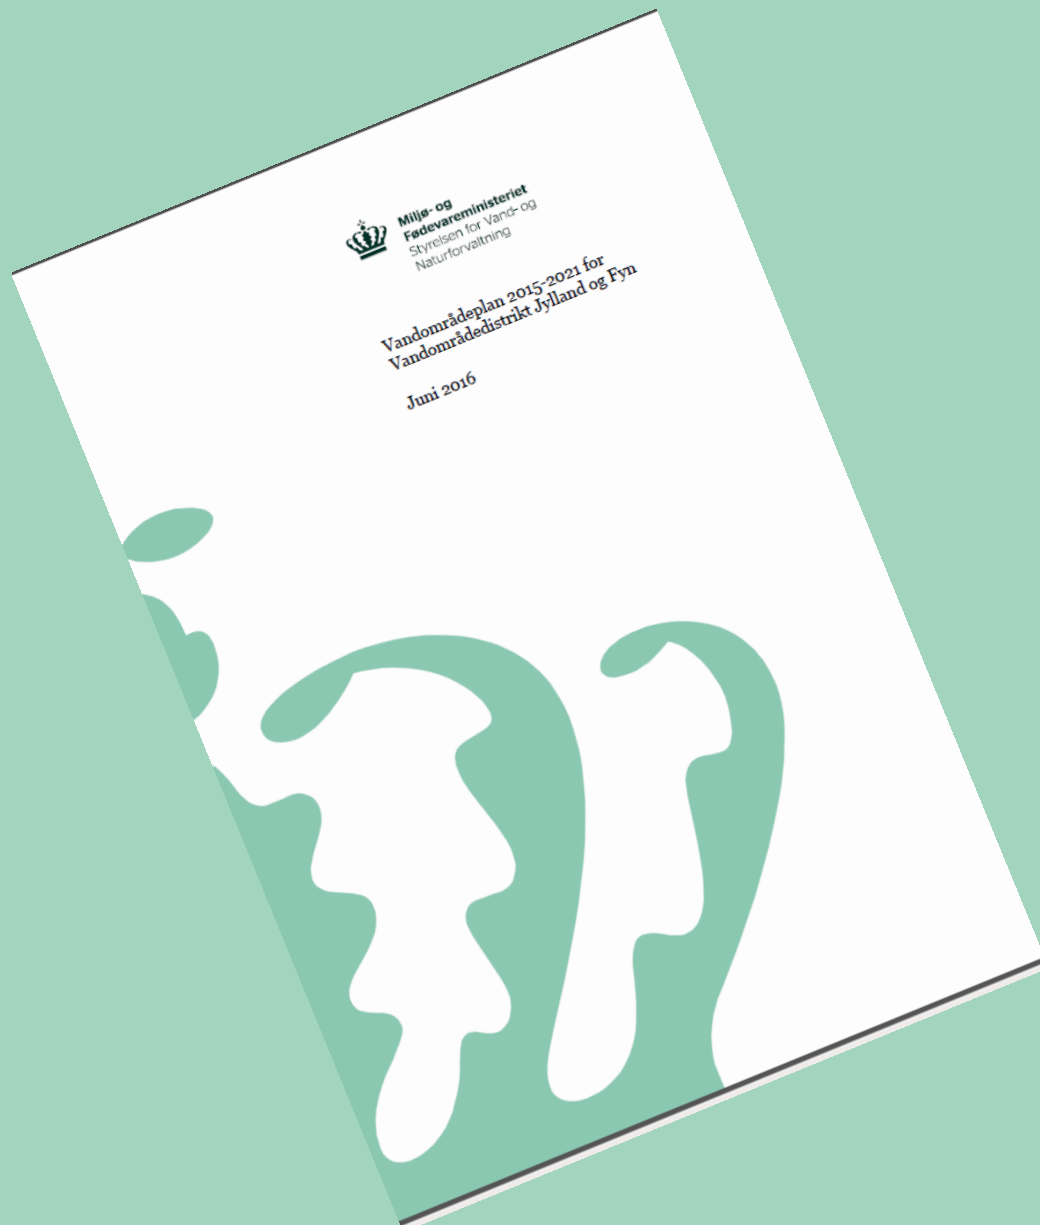 Miljø- og
Fødevareministeriet
Styrelsen for Vand- og
Naturforvaltning
Vandområdeplan 2015-2021 for
Vandområdedistrikt Jylland og Fyn
Juni 2016